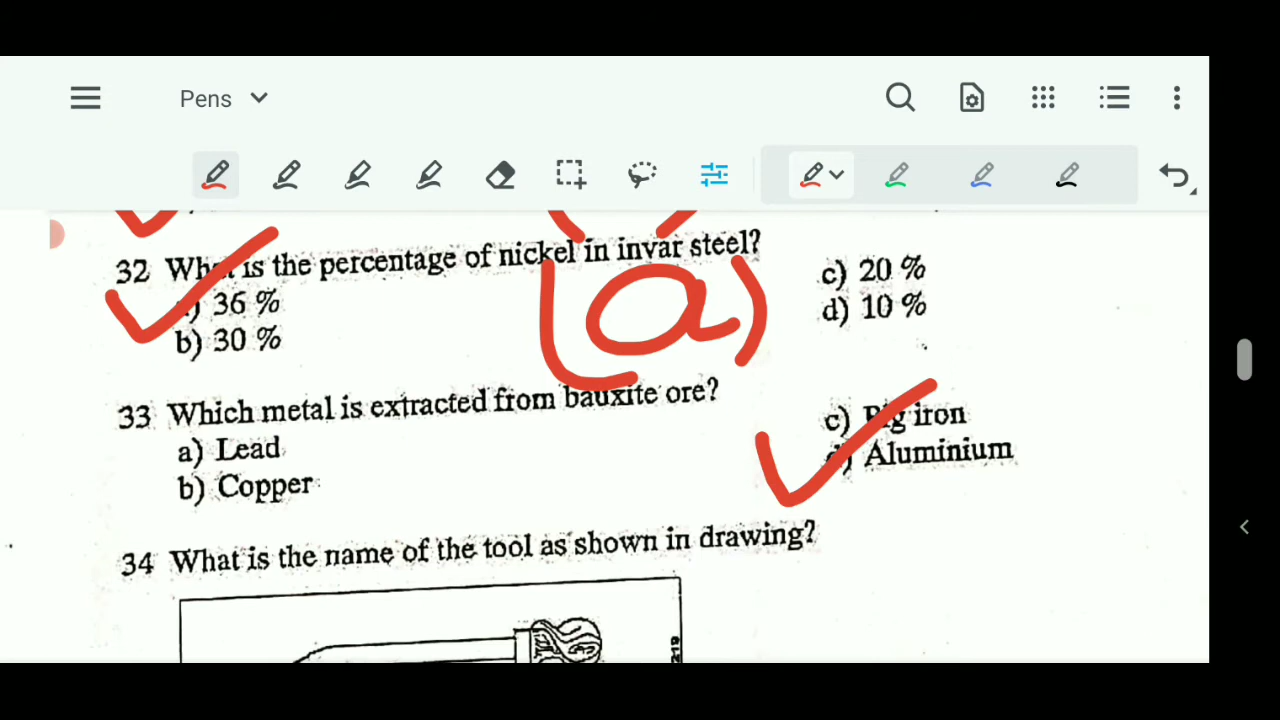 Pens
32 What is the percentage of nickel in invar steel?
a) 36 %
b) 30 %
c) 20 %
d) 10 %
(a)
33 Which metal is extracted from bauxite ore?
a) Lead
b) Copper
c) Pig iron
d) Aluminium
34 What is the name of the tool as shown in drawing?